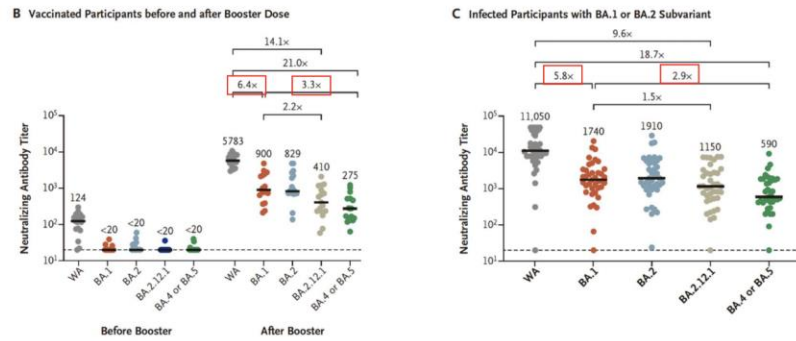 B Vaccinated Participants before and after Booster Dose
14.1×
21.0×
6.4×
3.3×
2.2×
Neutralizing Antibody Titer
10⁵
10⁴
10³
10²
10¹
124
<20
<20
<20
<20
5783
900
829
410
275
WA
BA.1
BA.2
BA.2.12.1
BA.4 or BA.5
WA
BA.1
BA.2
BA.2.12.1
BA.4 or BA.5
Before Booster
After Booster
C Infected Participants with BA.1 or BA.2 Subvariant
9.6×
18.7×
5.8×
2.9×
1.5×
Neutralizing Antibody Titer
10⁵
10⁴
10³
10²
10¹
11,050
1740
1910
1150
590
WA
BA.1
BA.2
BA.2.12.1
BA.4 or BA.5